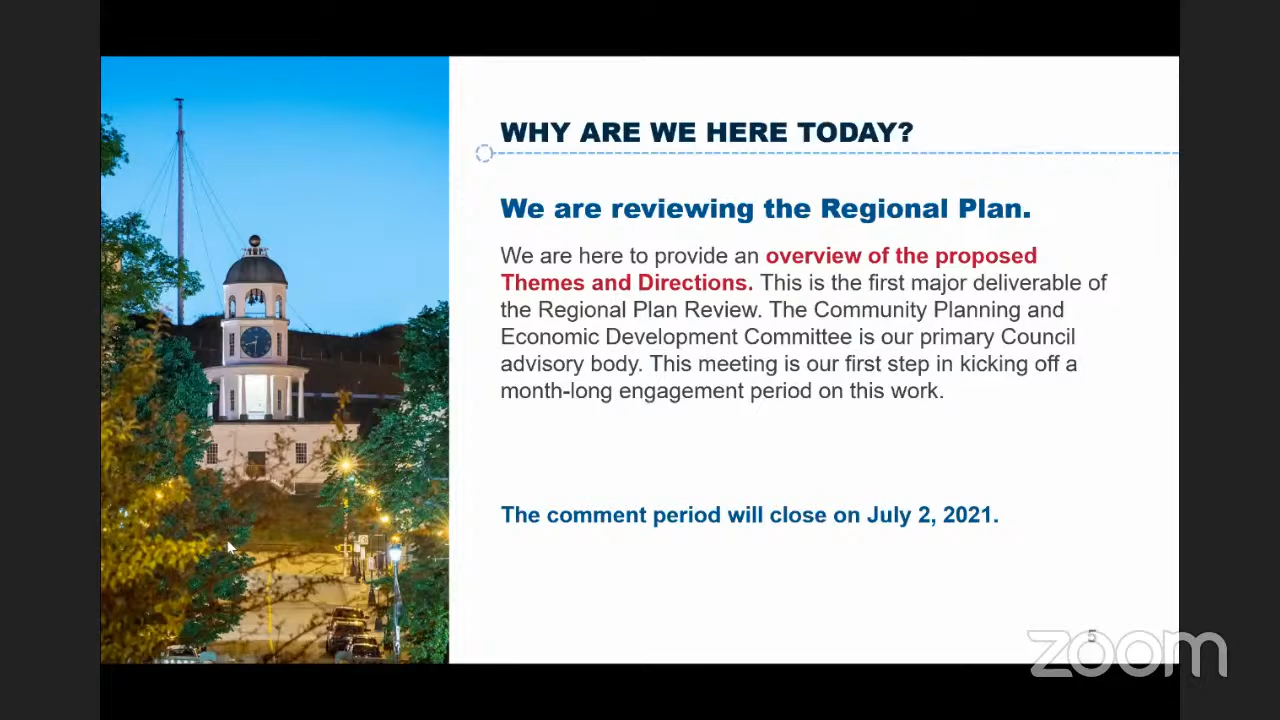 WHY ARE WE HERE TODAY?
We are reviewing the Regional Plan.
We are here to provide an overview of the proposed
Themes and Directions. This is the first major deliverable of
the Regional Plan Review. The Community Planning and
Economic Development Committee is our primary Council
advisory body. This meeting is our first step in kicking off a
month-long engagement period on this work.
The comment period will close on July 2, 2021.
5
zoom